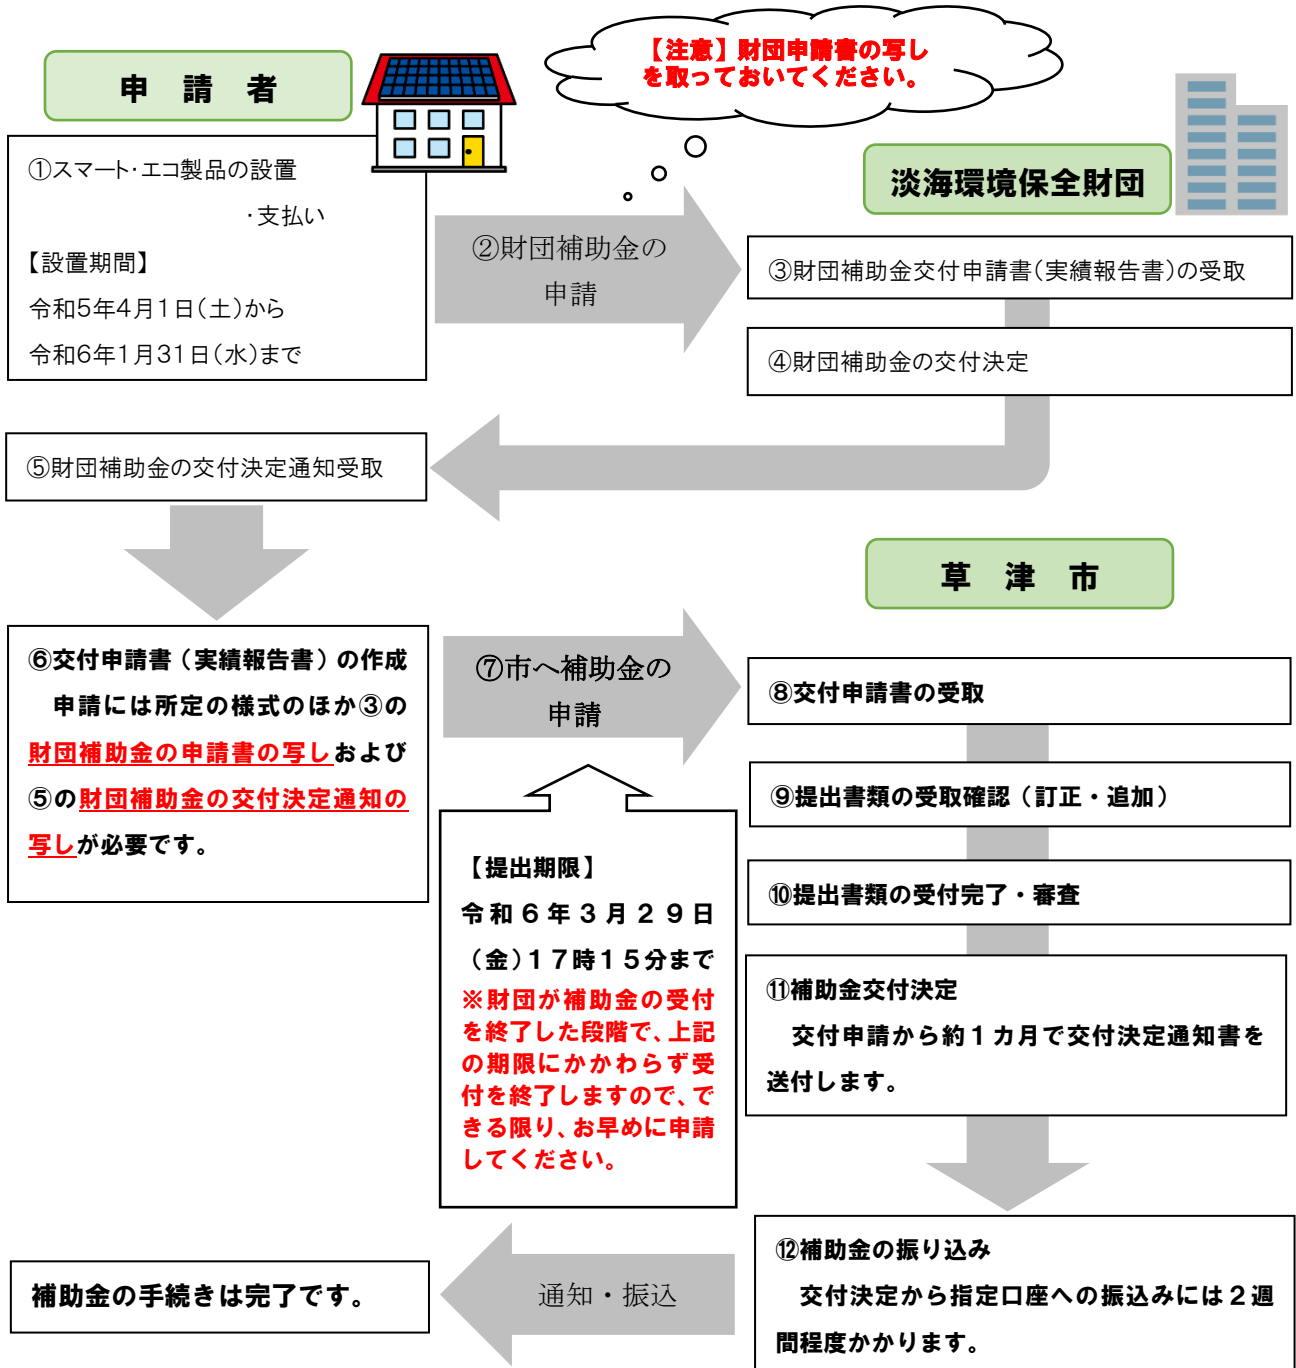 【注意】財団申請書の写し
を取っておいてください。
申　請　者
淡海環境保全財団
①スマート・エコ製品の設置
・支払い
【設置期間】
令和5年4月1日（土）から
令和6年1月31日（水）まで
②財団補助金の
申請
③財団補助金交付申請書（実績報告書）の受取
④財団補助金の交付決定
⑤財団補助金の交付決定通知受取
草　津　市
⑥交付申請書（実績報告書）の作成
申請には所定の様式のほか③の
財団補助金の申請書の写しおよび
⑤の財団補助金の交付決定通知の
写しが必要です。
⑦市へ補助金の
申請
【提出期限】
令和６年３月２９日
（金）１７時１５分まで
※財団が補助金の受付
を終了した段階で、上記
の期限にかかわらず受
付を終了しますので、で
きる限り、お早めに申請
してください。
⑧交付申請書の受取
⑨提出書類の受取確認（訂正・追加）
⑩提出書類の受付完了・審査
⑪補助金交付決定
交付申請から約１カ月で交付決定通知書を
送付します。
⑫補助金の振り込み
交付決定から指定口座への振込みには２週
間程度かかります。
通知・振込
補助金の手続きは完了です。